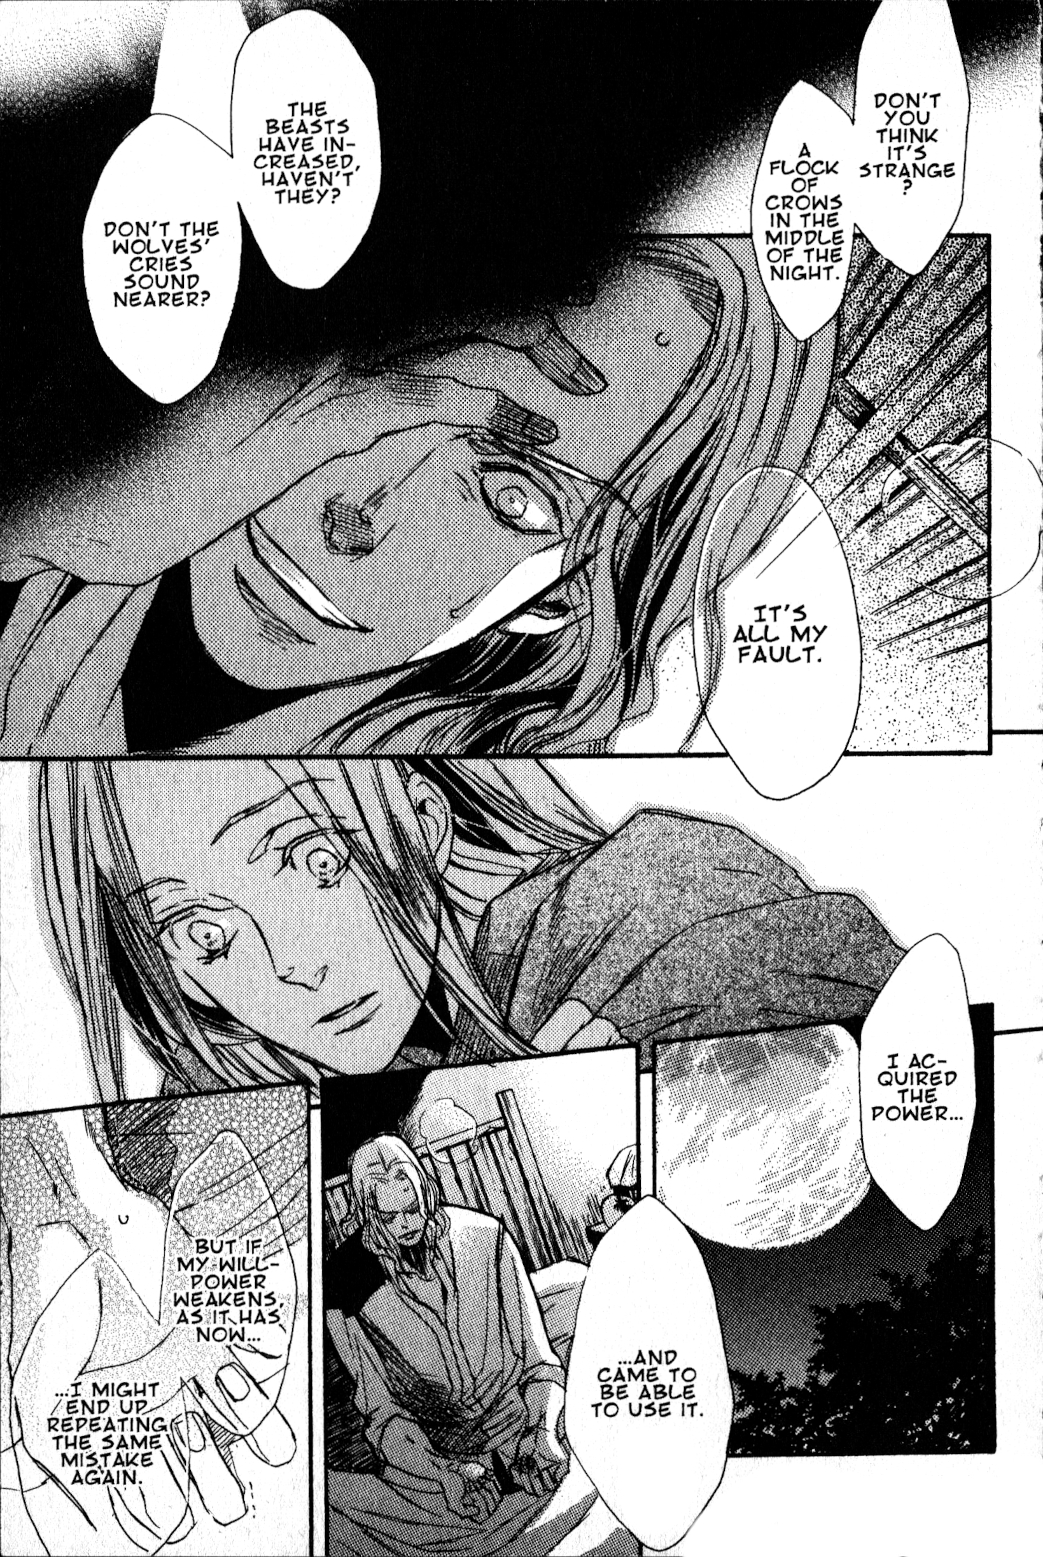 DON'T
YOU
THINK
IT'S
STRANGE
?
A
FLOCK
OF
CROWS
IN THE
MIDDLE
OF THE
NIGHT.
THE
BEASTS
HAVE IN-
CREASED,
HAVEN'T
THEY?
DON'T THE
WOLVES'
CRIES
SOUND
NEARER?
IT'S
ALL MY
FAULT.
I AC-
QUIRED
THE
POWER...
...AND
CAME TO
BE ABLE
TO USE IT.
BUT IF
MY WILL-
POWER
WEAKENS,
AS IT HAS
NOW...
...I MIGHT
END UP
REPEATING
THE SAME
MISTAKE
AGAIN.